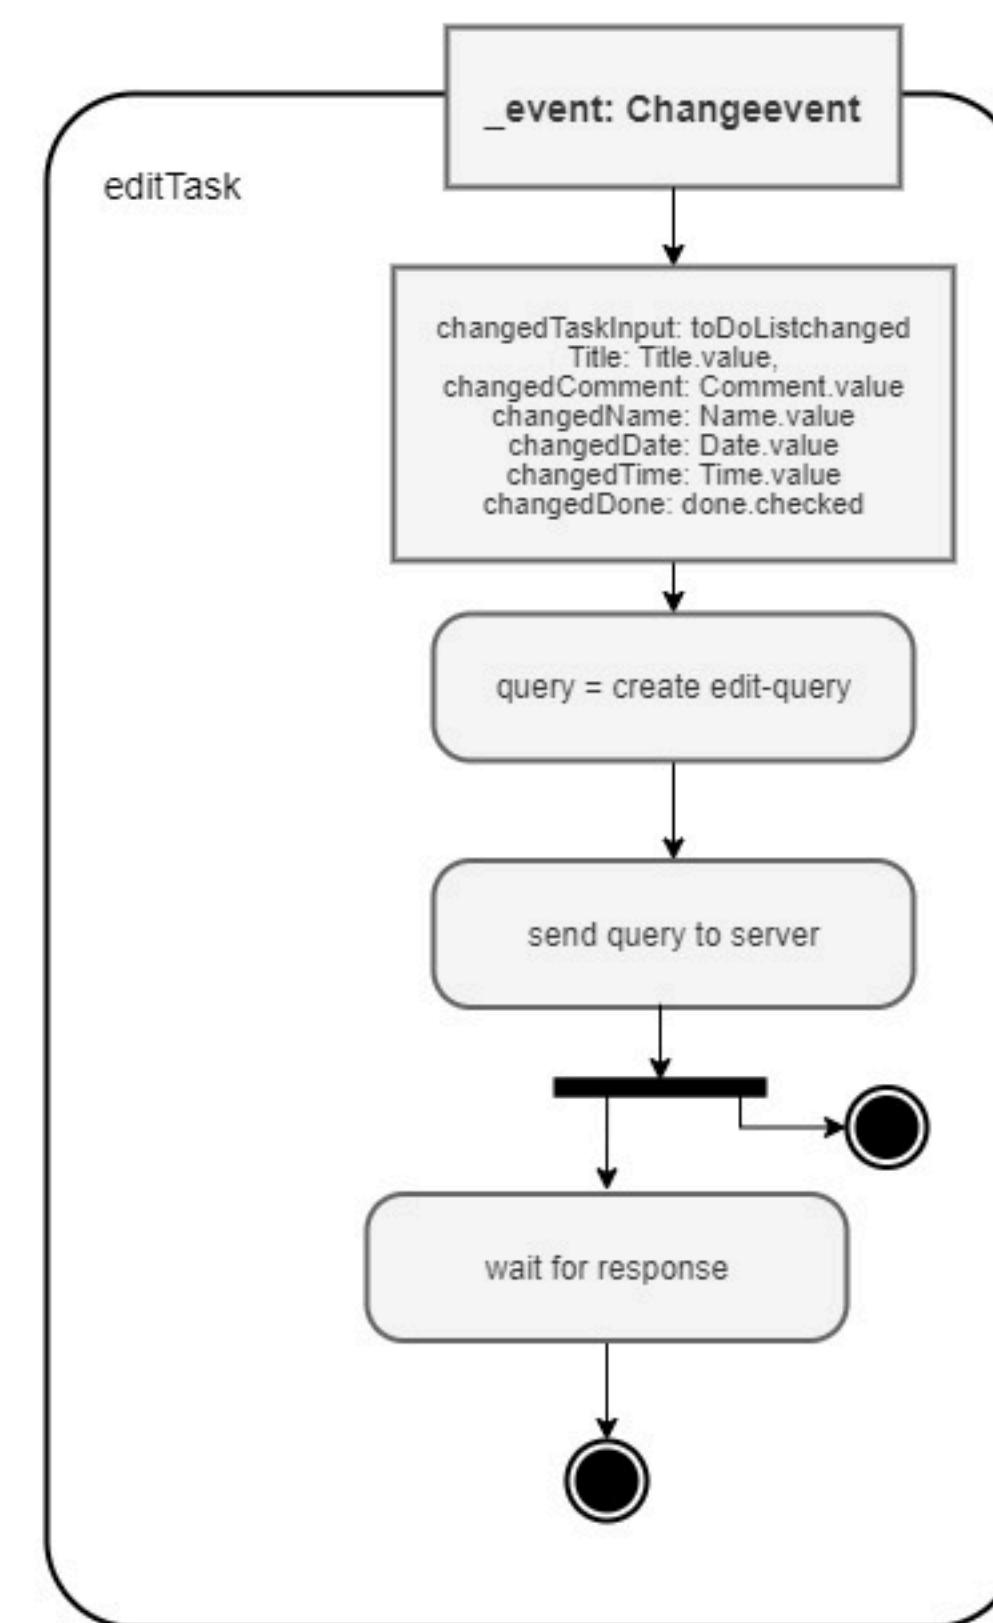 _event: Changeevent
editTask
changedTaskInput: toDoListchanged
Title: Title.value,
changedComment: Comment.value
changedName: Name.value
changedDate: Date.value
changedTime: Time.value
changedDone: done.checked
query = create edit-query
send query to server
wait for response